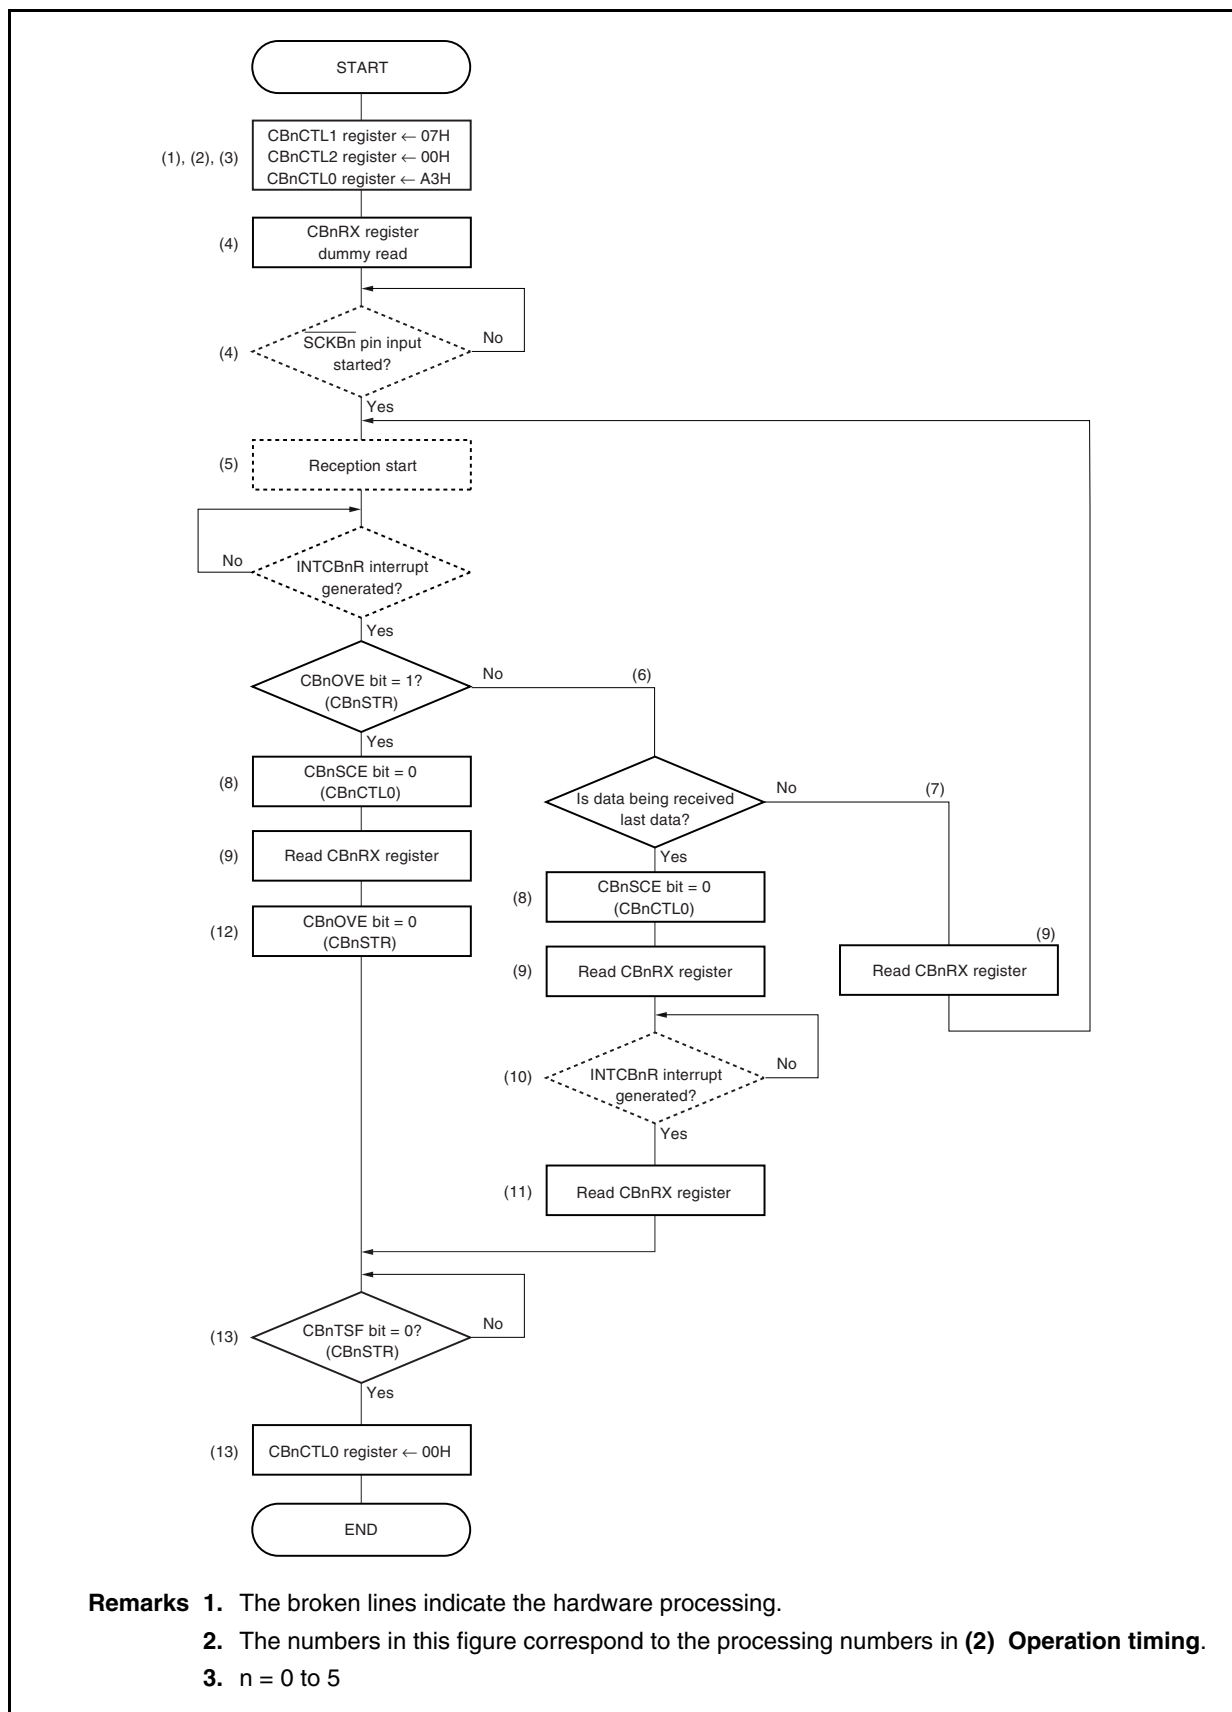 START
(1), (2), (3)
CBnCTL1 register ← 07H
CBnCTL2 register ← 00H
CBnCTL0 register ← A3H
(4)
CBnRX register
dummy read
(4)
SCKBn pin input
started?
No
Yes
(5)
Reception start
No
INTCBnR interrupt
generated?
Yes
CBnOVE bit = 1?
(CBnSTR)
No
(6)
Yes
(8)
CBnSCE bit = 0
(CBnCTL0)
Is data being received
last data?
No
(7)
Yes
(9)
Read CBnRX register
(8)
CBnSCE bit = 0
(CBnCTL0)
(12)
CBnOVE bit = 0
(CBnSTR)
(9)
Read CBnRX register
(9)
Read CBnRX register
(10)
INTCBnR interrupt
generated?
No
Yes
(11)
Read CBnRX register
(13)
CBnTSF bit = 0?
(CBnSTR)
No
Yes
(13)
CBnCTL0 register ← 00H
END
Remarks 1. The broken lines indicate the hardware processing.
2. The numbers in this figure correspond to the processing numbers in (2) Operation timing.
3. n = 0 to 5